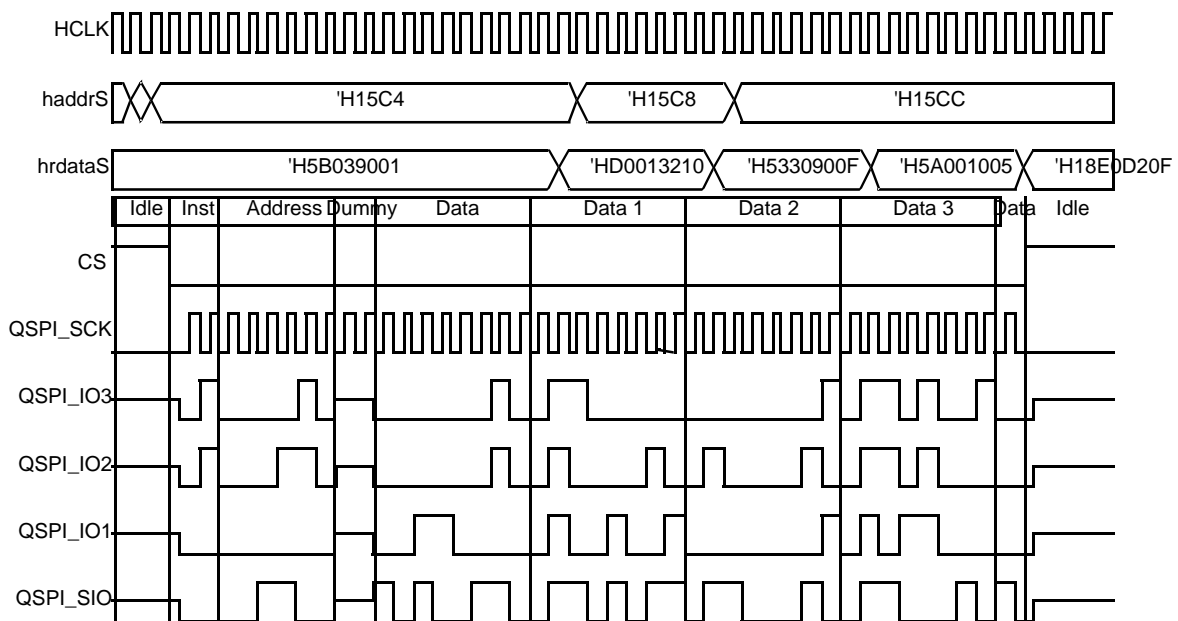 HCLK
haddrS 'H15C4 'H15C8 'H15CC
hrdataS 'H5B039001 'HD0013210 'H5330900F 'H5A001005 'H18E0D20F
Idle Inst Address Dummy Data Data 1 Data 2 Data 3 Data Idle
CS
QSPI_SCK
QSPI_IO3
QSPI_IO2
QSPI_IO1
QSPI_SIO